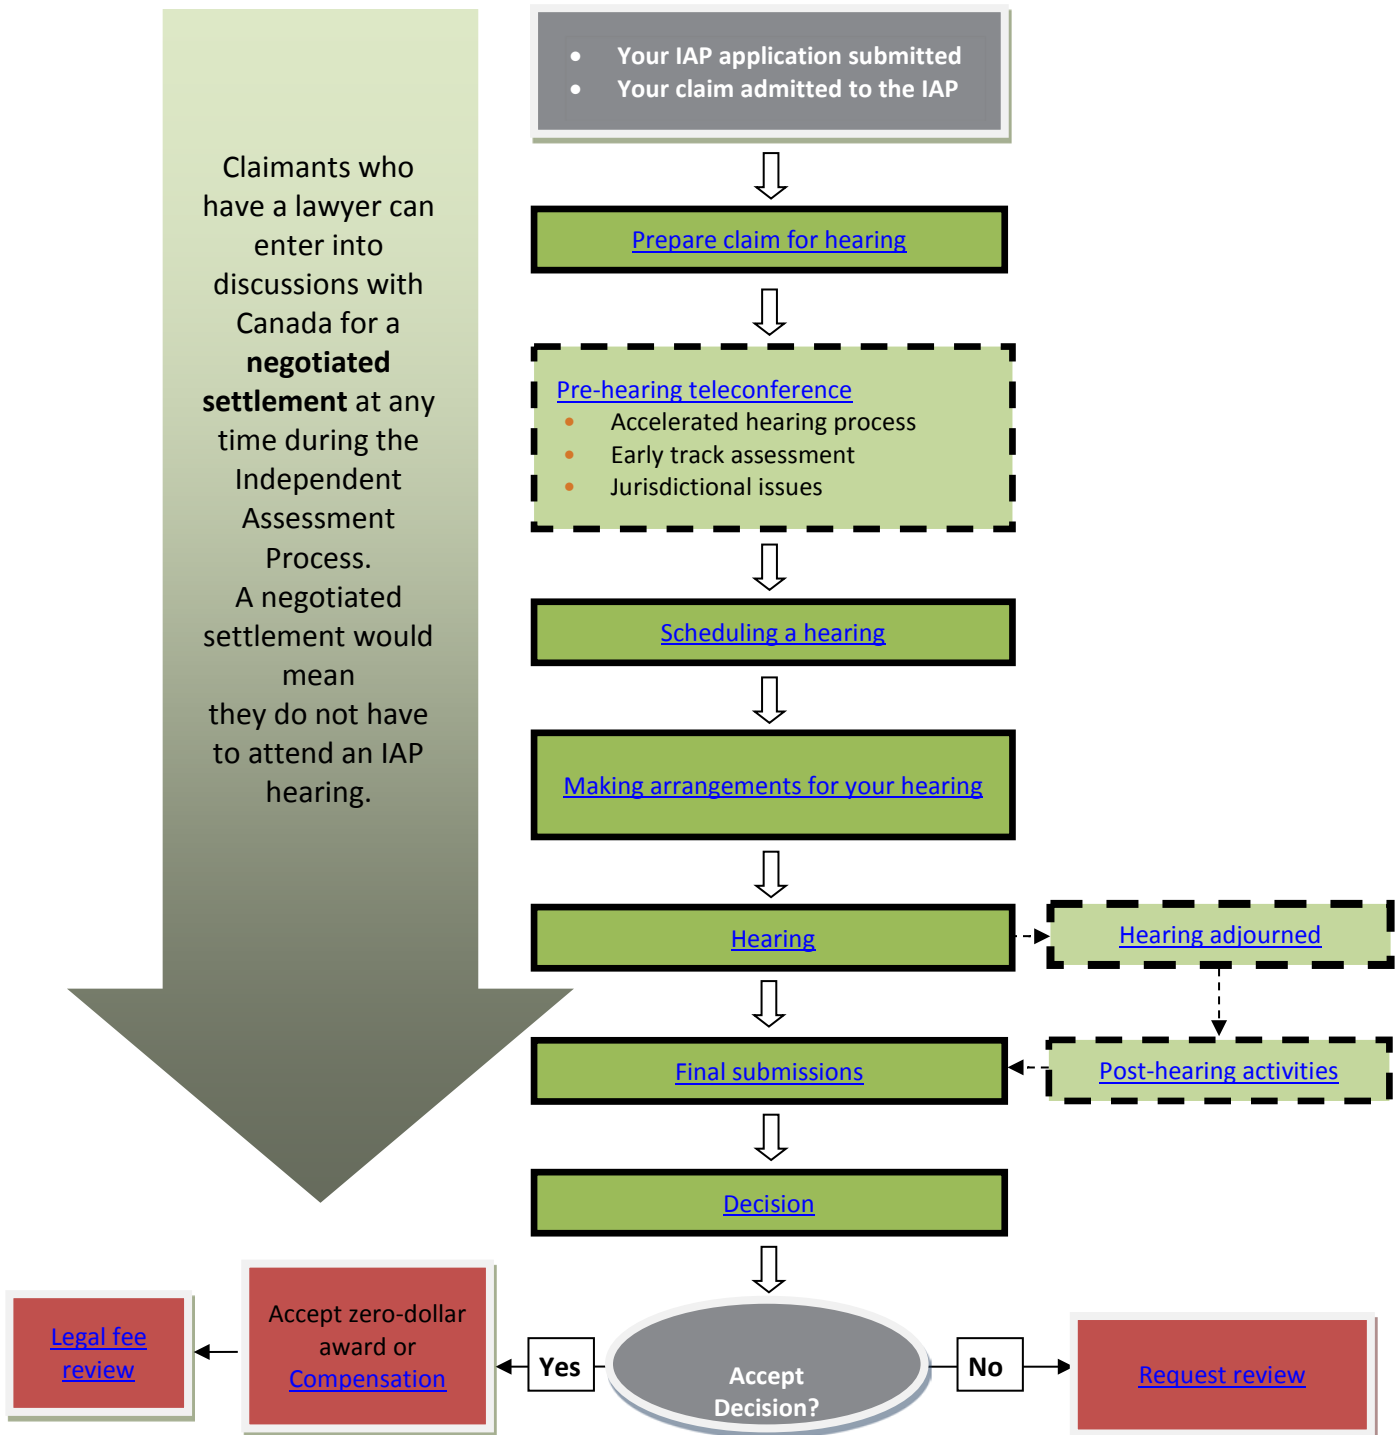 • Your IAP application submitted
• Your claim admitted to the IAP
Claimants who
have a lawyer can
enter into
discussions with
Canada for a
negotiated
settlement at any
time during the
Independent
Assessment
Process.
A negotiated
settlement would
mean
they do not have
to attend an IAP
hearing.
Prepare claim for hearing
Pre-hearing teleconference
• Accelerated hearing process
• Early track assessment
• Jurisdictional issues
Scheduling a hearing
Making arrangements for your hearing
Hearing
Hearing adjourned
Final submissions
Post-hearing activities
Decision
Legal fee
review
Accept zero-dollar
award or
Compensation
Yes
Accept
Decision?
No
Request review